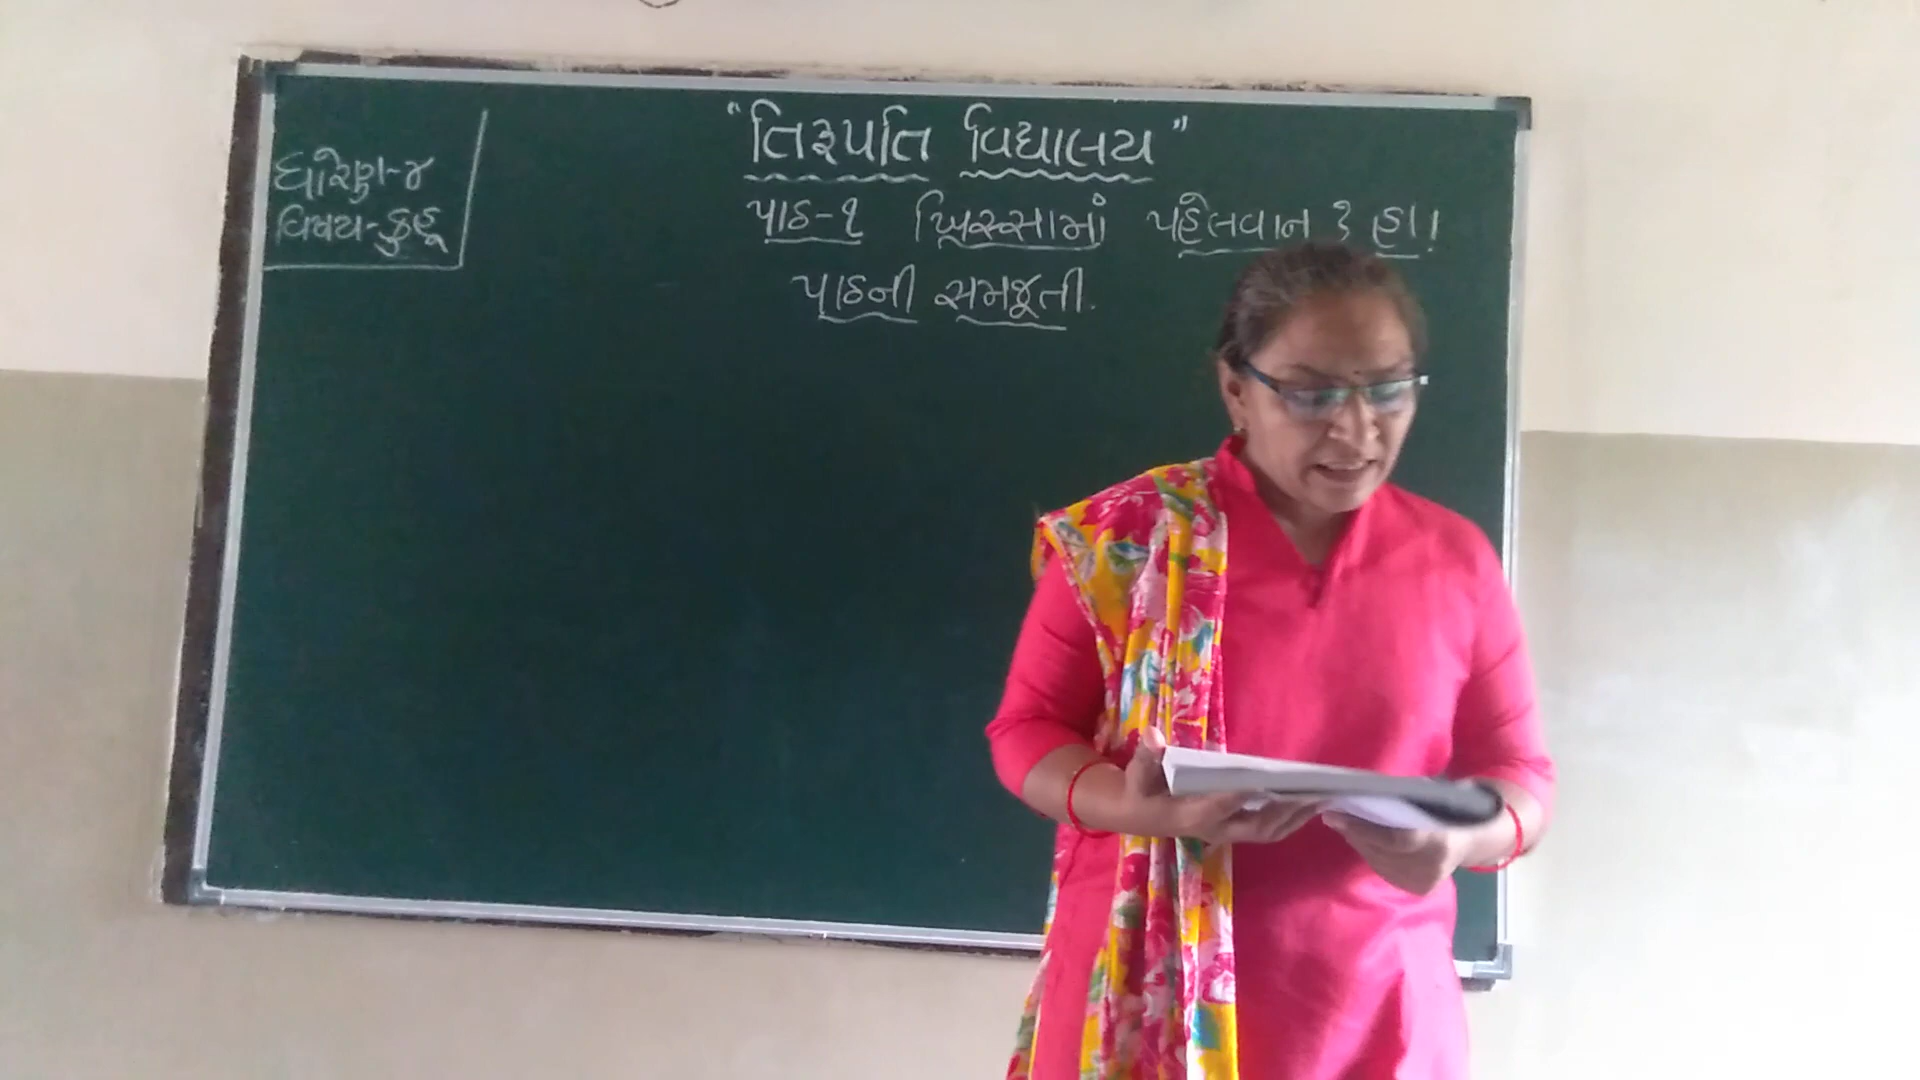 "તિરૂપતિ વિદ્યાલય"
ધોરણ-૪
વિષય-કુહૂ
પાઠ-૧ ખિસ્સામાં પહેલવાન રે હા!
પાઠની સમજૂતી.